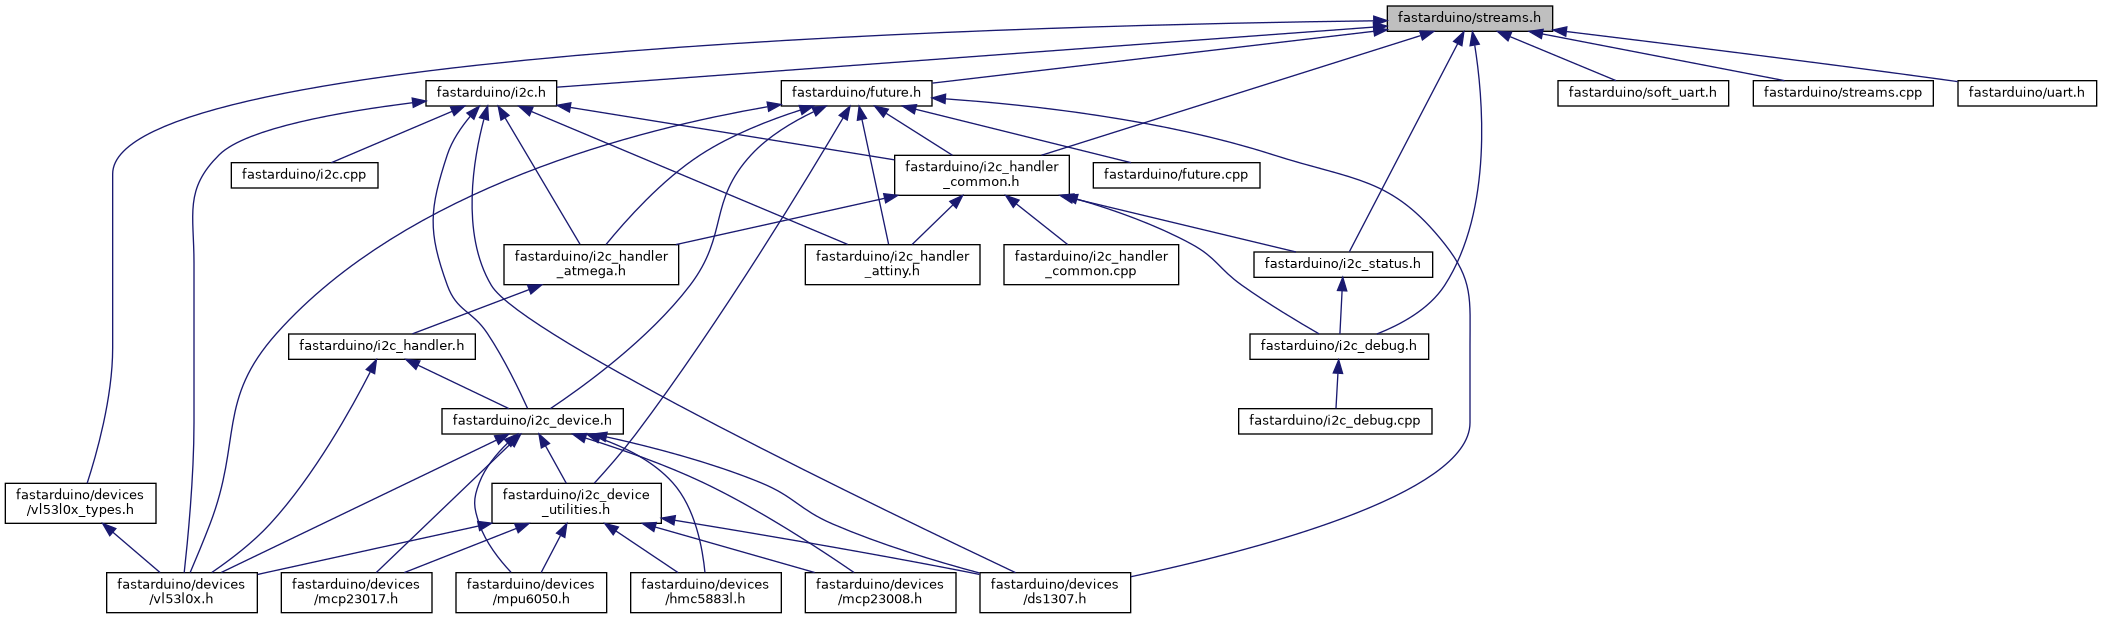 fastarduino/streams.h
fastarduino/i2c.h
fastarduino/future.h
fastarduino/soft_uart.h
fastarduino/streams.cpp
fastarduino/uart.h
fastarduino/i2c.cpp
fastarduino/i2c_handler
_common.h
fastarduino/future.cpp
fastarduino/i2c_handler
_atmega.h
fastarduino/i2c_handler
_attiny.h
fastarduino/i2c_handler
_common.cpp
fastarduino/i2c_status.h
fastarduino/i2c_handler.h
fastarduino/i2c_debug.h
fastarduino/i2c_device.h
fastarduino/i2c_debug.cpp
fastarduino/devices
/vl53l0x_types.h
fastarduino/i2c_device
_utilities.h
fastarduino/devices
/vl53l0x.h
fastarduino/devices
/mcp23017.h
fastarduino/devices
/mpu6050.h
fastarduino/devices
/hmc5883l.h
fastarduino/devices
/mcp23008.h
fastarduino/devices
/ds1307.h